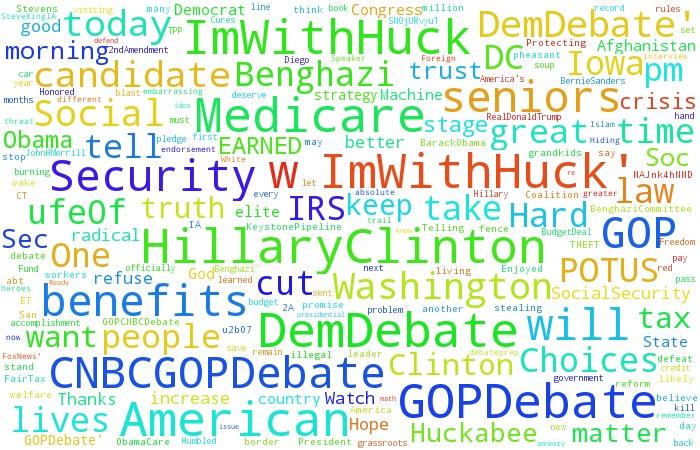 Stevens visiting many Democrat line think book Congress million record rules
SteveKing1A Cures SN0jURvyu1 set
good today ImWithHuck DemDebate'
2ndAmendment TPP Diego Speaker Foreign Protecting Afghanistan
morning defend DC pheasant interview
car candidate Benghazi trust soup Iowa pm
year idea America's BernieSanders
months Honored different blast embarrassing deserve strategy Machine seniors crisis
threat Social must Medicare RealDonaldTrump Islam hand
Obama pledge first may stage great time
stop JohnHMerrill tell endorsement EARNED better BarackObama Hiding
burning White grandkids say Soc
wake Security w ImWithHuck' NAJnk4hNND
CT every let absolute re Hillary Coalition greater law
ufeOf truth elite IRS keep take Hard BenghaziCommittee
IA KeystonePipeline trail Telling fence BudgetDeal GOP
Sec radical HillaryClinton THEFT Freedom
debate One officially know Enjoyed pay
Fund God Benghazi' next living POTUS red
abt workers refuse learned cut Washington pass
heroes Ready sent SocialSecurity
ET benefits budget 2A promise problem another stealing
San u2b07 DemDebate will tax
accomplishment GOPCNBCDebate
now want people issue State
FoxNews' save remain illegal leader debateprep Choices defeat
stand CNBCGOPDebate Clinton credit
FairTax government reform likely
welfare Thanks increase country Watch math GOPDebate believe
lives American America kill
Hope Huckabee new matter remember
GOPDebate' day
ObamaCare Humbled border President presidential grassroots amnesty back